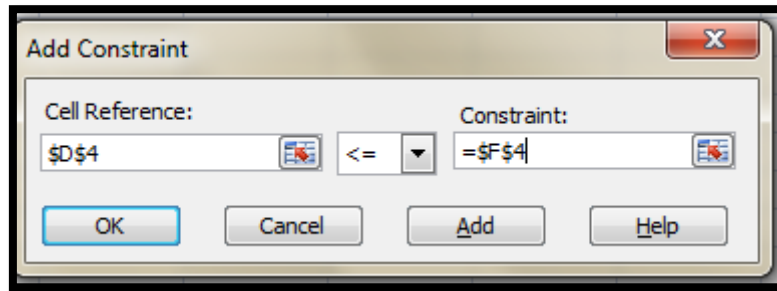 Add Constraint
Cell Reference: Constraint:
$D$4 <= =$F$4
OK Cancel Add Help